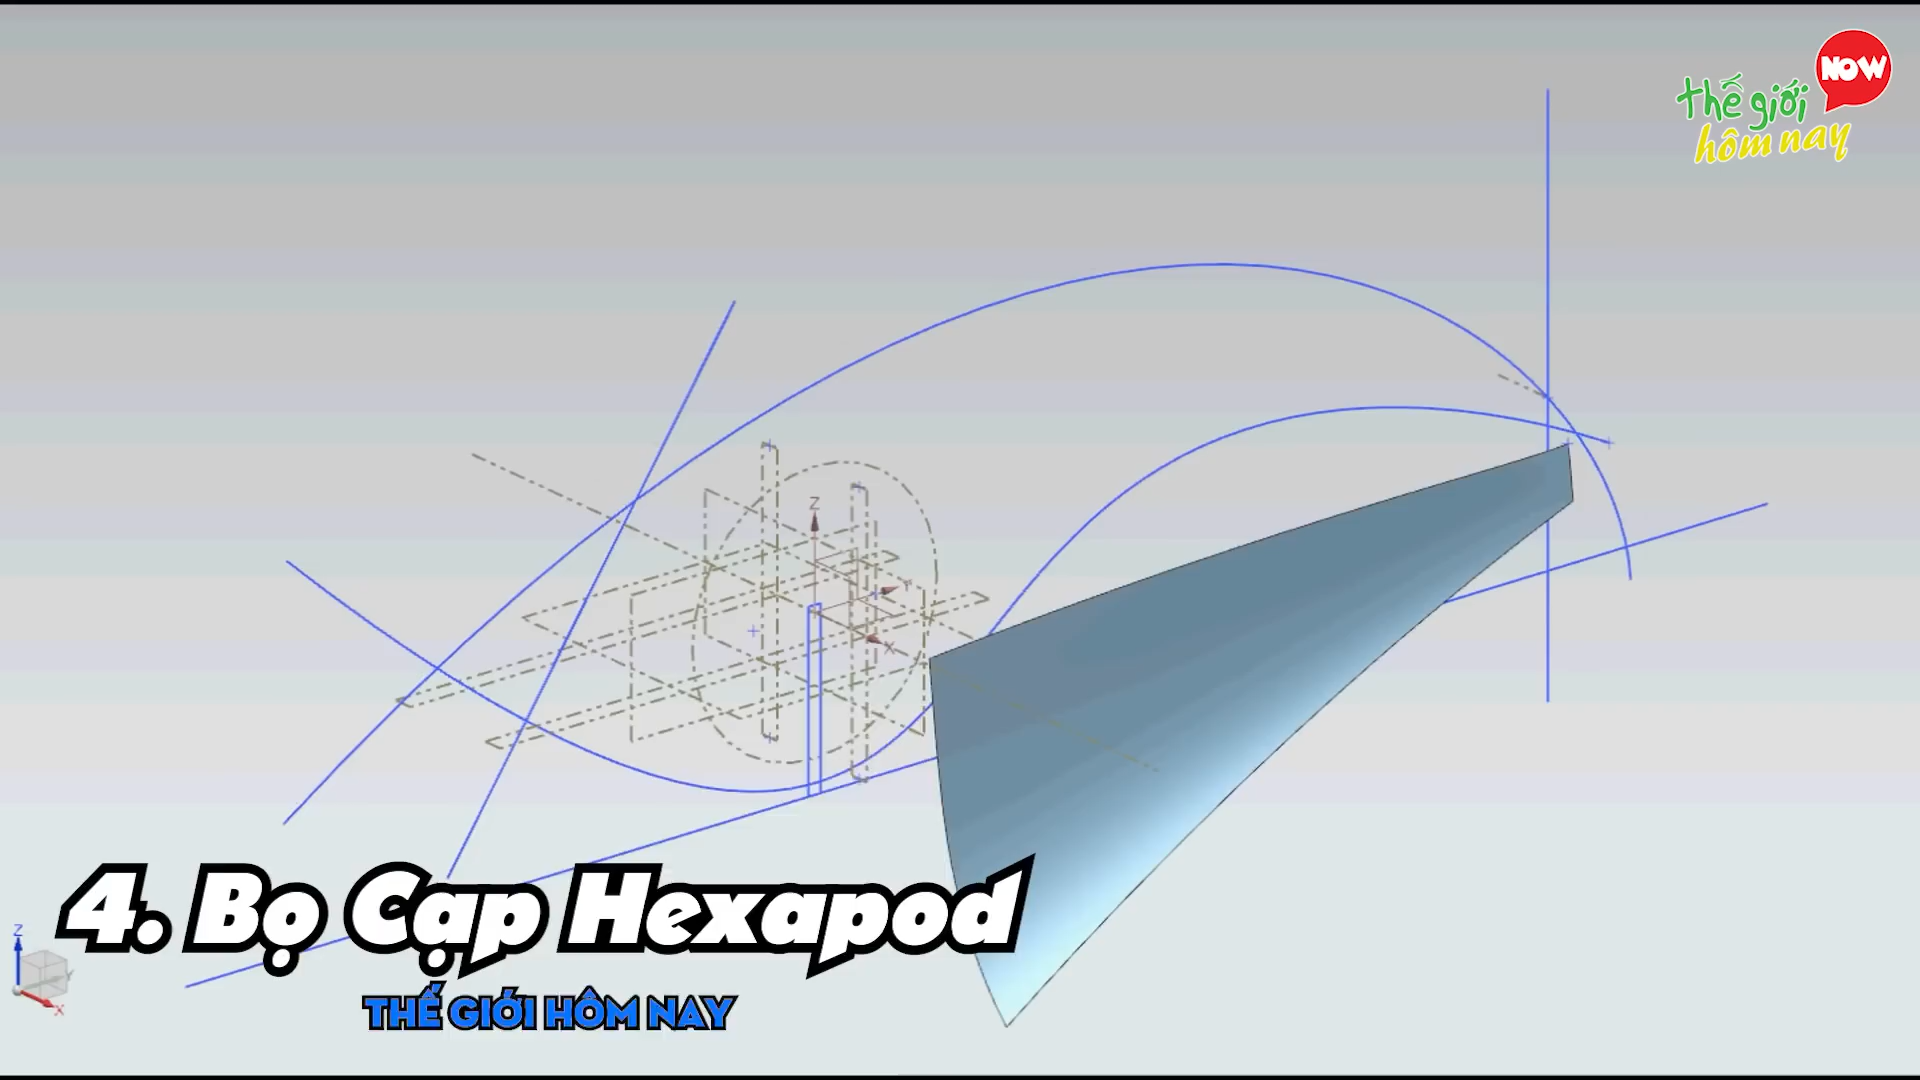 NOW
thế giới
hôm nay
Z
Y
X
4. Bọ Cạp Hexapod
THẾ GIỚI HÔM NAY
Z
Y
X